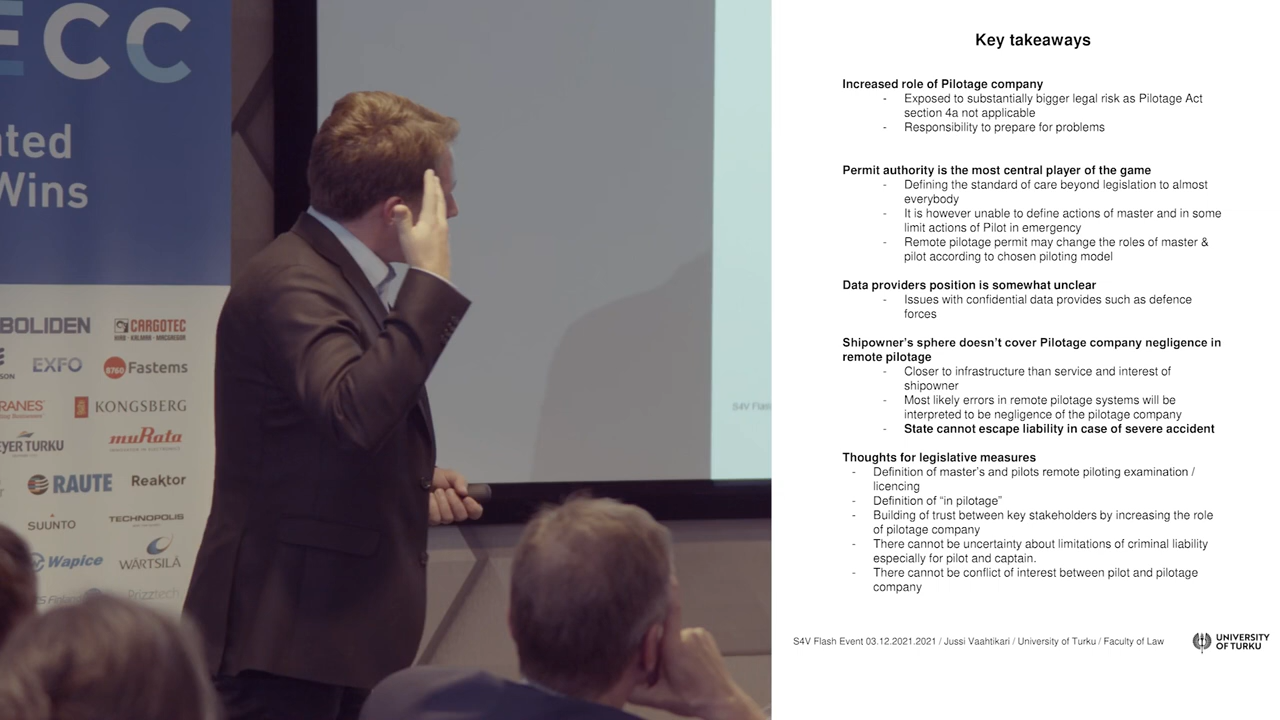 ECC
Wins
BOLIDEN
CARGOTEC
HIAB • KALMAR • MACGREGOR
EXFO
8760 Fastems
KONGSBERG
muRata
RAUTE
Reaktor
SUUNTO
TECHNOPOLIS
Wapice
WÄRTSILÄ
Prizztech
Key takeaways
Increased role of Pilotage company
- Exposed to substantially bigger legal risk as Pilotage Act
section 4a not applicable
- Responsibility to prepare for problems
Permit authority is the most central player of the game
- Defining the standard of care beyond legislation to almost
everybody
- It is however unable to define actions of master and in some
limit actions of Pilot in emergency
- Remote pilotage permit may change the roles of master &
pilot according to chosen piloting model
Data providers position is somewhat unclear
- Issues with confidential data provides such as defence
forces
Shipowner’s sphere doesn’t cover Pilotage company negligence in
remote pilotage
- Closer to infrastructure than service and interest of
shipowner
- Most likely errors in remote pilotage systems will be
interpreted to be negligence of the pilotage company
- State cannot escape liability in case of severe accident
Thoughts for legislative measures
- Definition of master’s and pilots remote piloting examination /
licencing
- Definition of “in pilotage”
- Building of trust between key stakeholders by increasing the role
of pilotage company
- There cannot be uncertainty about limitations of criminal liability
especially for pilot and captain.
- There cannot be conflict of interest between pilot and pilotage
company
S4V Flash Event 03.12.2021.2021 / Jussi Vaahtikari / University of Turku / Faculty of Law
UNIVERSITY
OF TURKU